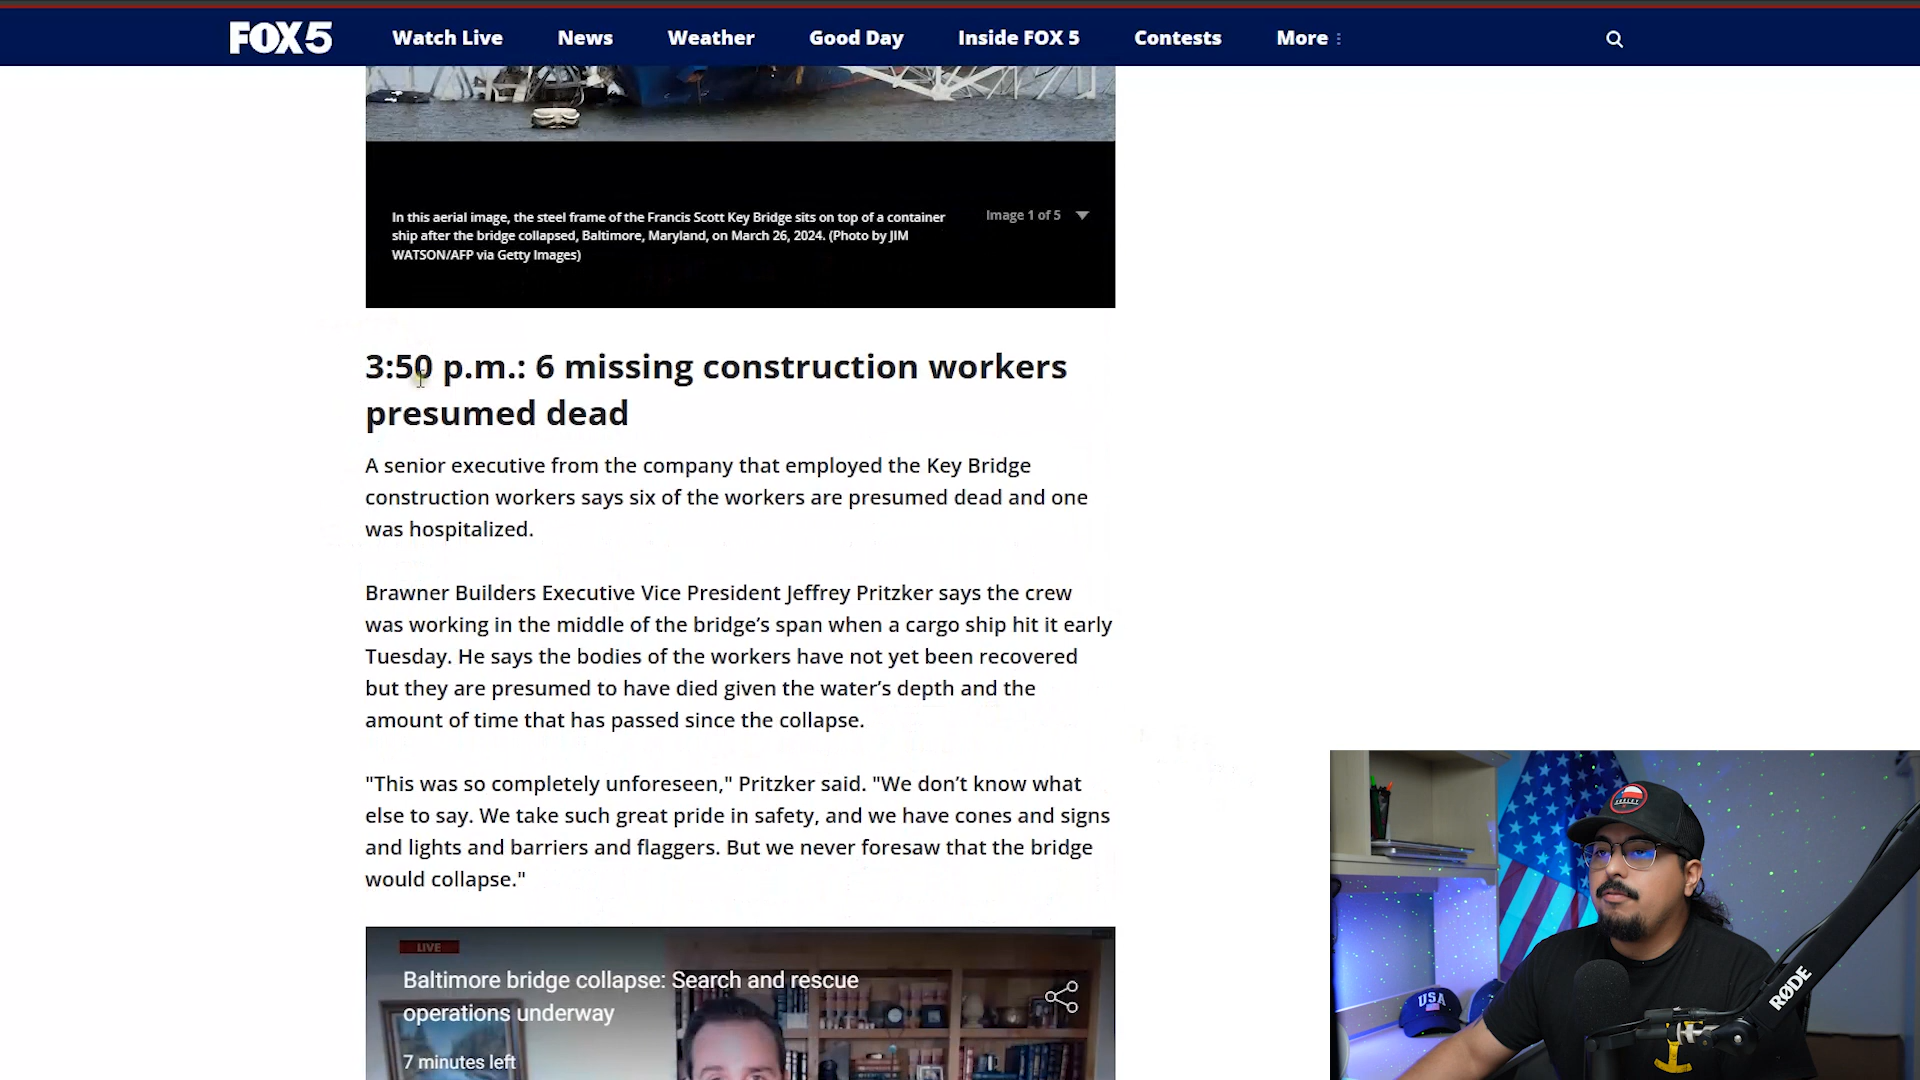 FOX 5 Watch Live News Weather Good Day Inside FOX 5 Contests More
In this aerial image, the steel frame of the Francis Scott Key Bridge sits on top of a container
ship after the bridge collapsed, Baltimore, Maryland, on March 26, 2024. (Photo by JIM
WATSON/AFP via Getty Images)
Image 1 of 5
3:50 p.m.: 6 missing construction workers
presumed dead
A senior executive from the company that employed the Key Bridge
construction workers says six of the workers are presumed dead and one
was hospitalized.
Brawner Builders Executive Vice President Jeffrey Pritzker says the crew
was working in the middle of the bridge’s span when a cargo ship hit it early
Tuesday. He says the bodies of the workers have not yet been recovered
but they are presumed to have died given the water’s depth and the
amount of time that has passed since the collapse.
"This was so completely unforeseen," Pritzker said. "We don’t know what
else to say. We take such great pride in safety, and we have cones and signs
and lights and barriers and flaggers. But we never foresaw that the bridge
would collapse."
LIVE
Baltimore bridge collapse: Search and rescue
operations underway
7 minutes left
USA
RØDE